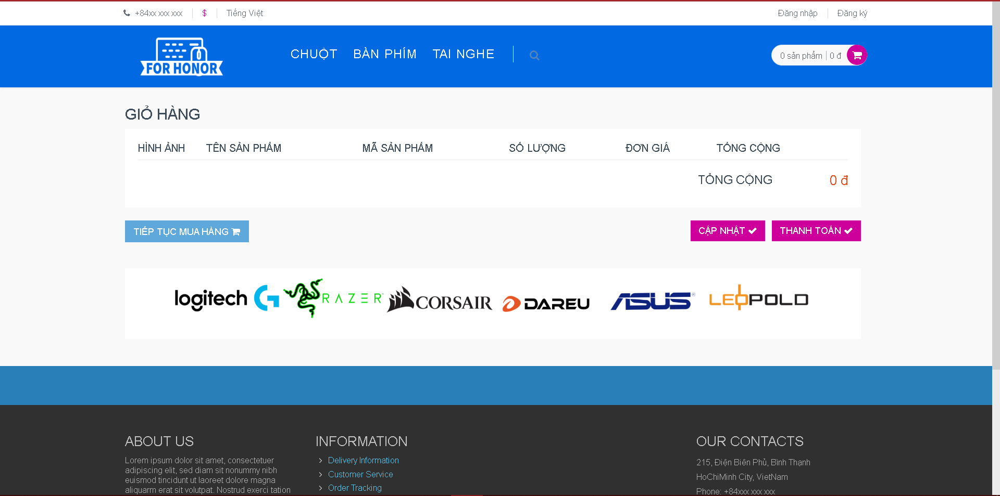 +84xx xxx xxx $ Tiếng Việt Đăng nhập Đăng ký
FOR HONOR
CHUỘT BÀN PHÍM TAI NGHE
0 sản phẩm 0 đ
GIỎ HÀNG
HÌNH ẢNH TÊN SẢN PHẨM MÃ SẢN PHẨM SỐ LƯỢNG ĐƠN GIÁ TỔNG CỘNG
TỔNG CỘNG 0 đ
TIẾP TỤC MUA HÀNG CẬP NHẬT THANH TOÁN
logitech G RAZER™ CORSAIR DAREU ASUS® LEOPOLD
ABOUT US
Lorem ipsum dolor sit amet, consectetuer
adipiscing elit, sed diam sit nonummy nibh
euismod tincidunt ut laoreet dolore magna
aliquarm erat sit volutpat. Nostrud exerci tation
INFORMATION
Delivery Information
Customer Service
Order Tracking
OUR CONTACTS
215, Điện Biên Phủ, Bình Thạnh
HoChiMinh City, VietNam
Phone: +84xxx xxx xxx